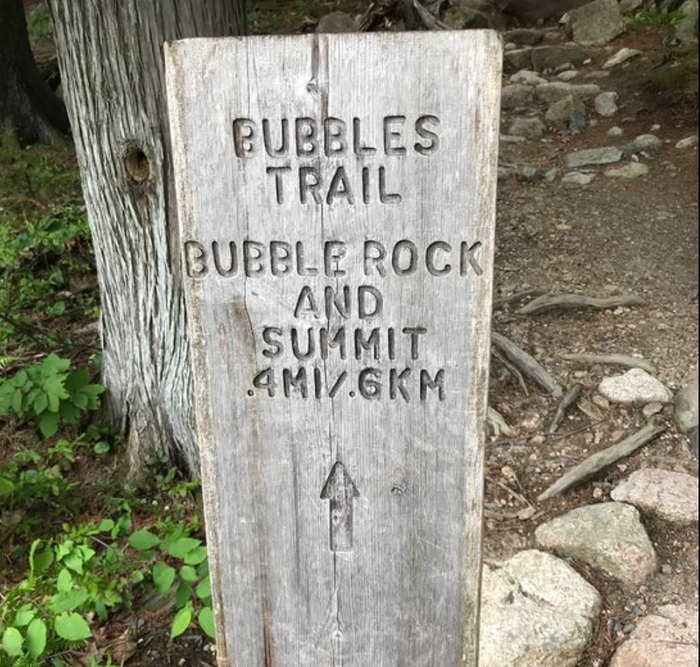 BUBBLES
TRAIL
BUBBLE ROCK
AND
SUMMIT
.4MI/.6KM